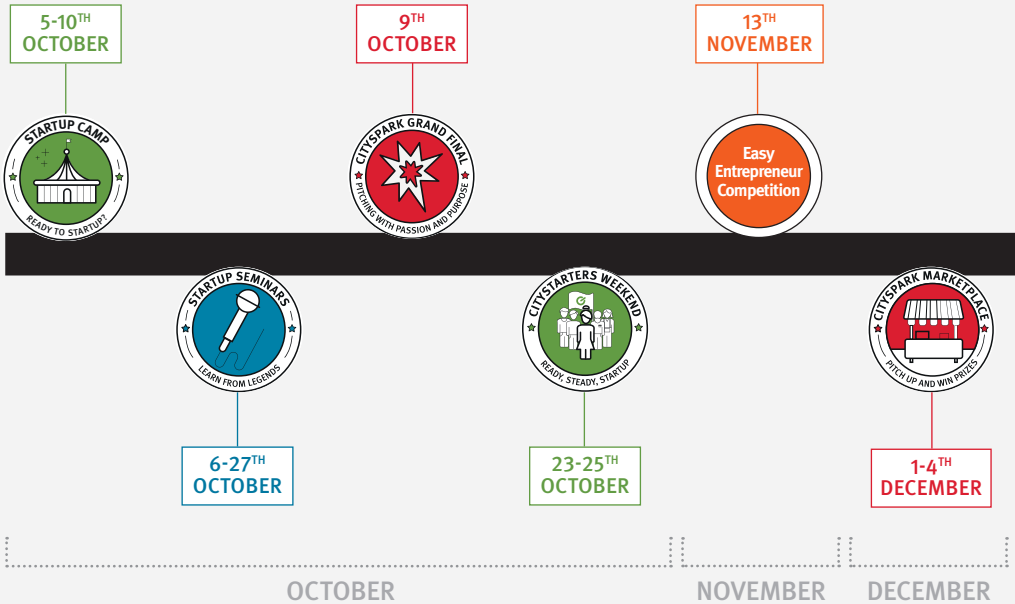 5-10TH
OCTOBER
9TH
OCTOBER
13TH
NOVEMBER
STARTUP CAMP
READY TO STARTUP?
CITYSPARK GRAND FINAL
PITCHING WITH PASSION AND PURPOSE
Easy
Entrepreneur
Competition
STARTUP SEMINARS
LEARN FROM LEGENDS
CITYSTARTERS WEEKEND
READY, STEADY, STARTUP
CITYSPARK MARKETPLACE
PITCH UP AND WIN PRIZES
6-27TH
OCTOBER
23-25TH
OCTOBER
1-4TH
DECEMBER
OCTOBER
NOVEMBER
DECEMBER